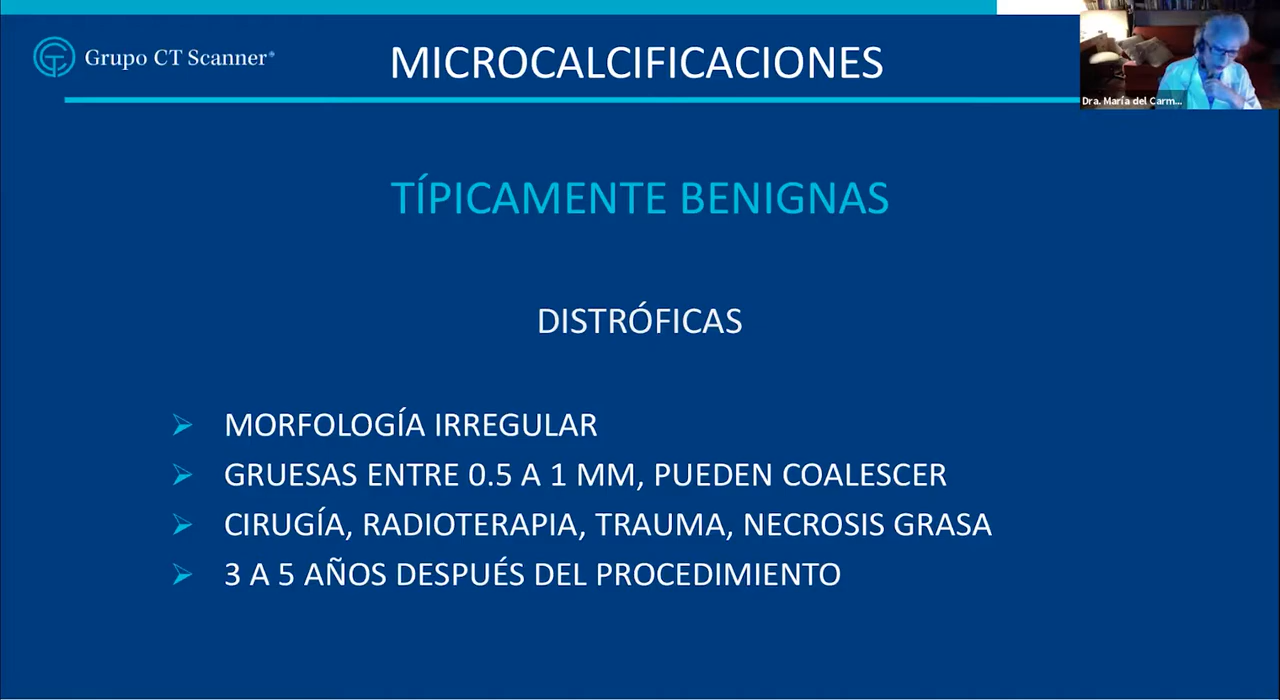 Grupo CT Scanner®
MICROCALCIFICACIONES
Dra. María del Carm...
TÍPICAMENTE BENIGNAS
DISTRÓFICAS
MORFOLOGÍA IRREGULAR
GRUESAS ENTRE 0.5 A 1 MM, PUEDEN COALESCER
CIRUGÍA, RADIOTERAPIA, TRAUMA, NECROSIS GRASA
3 A 5 AÑOS DESPUÉS DEL PROCEDIMIENTO